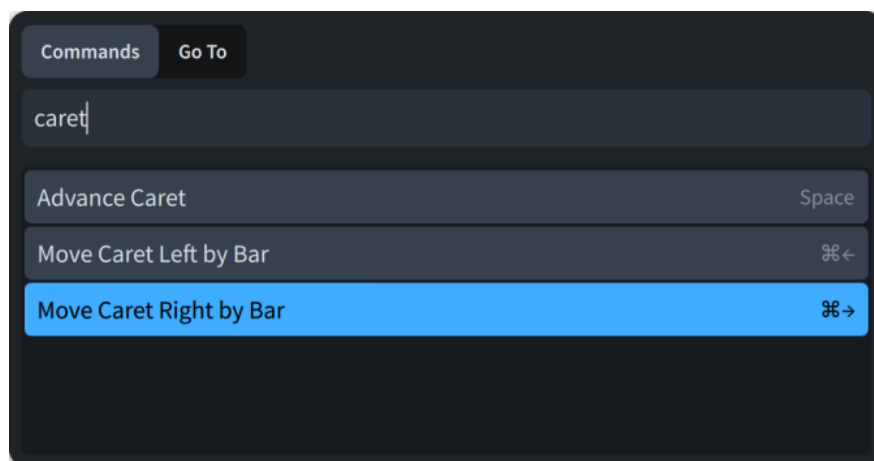 Commands Go To
caret
Advance Caret Space
Move Caret Left by Bar ⌘←
Move Caret Right by Bar ⌘→